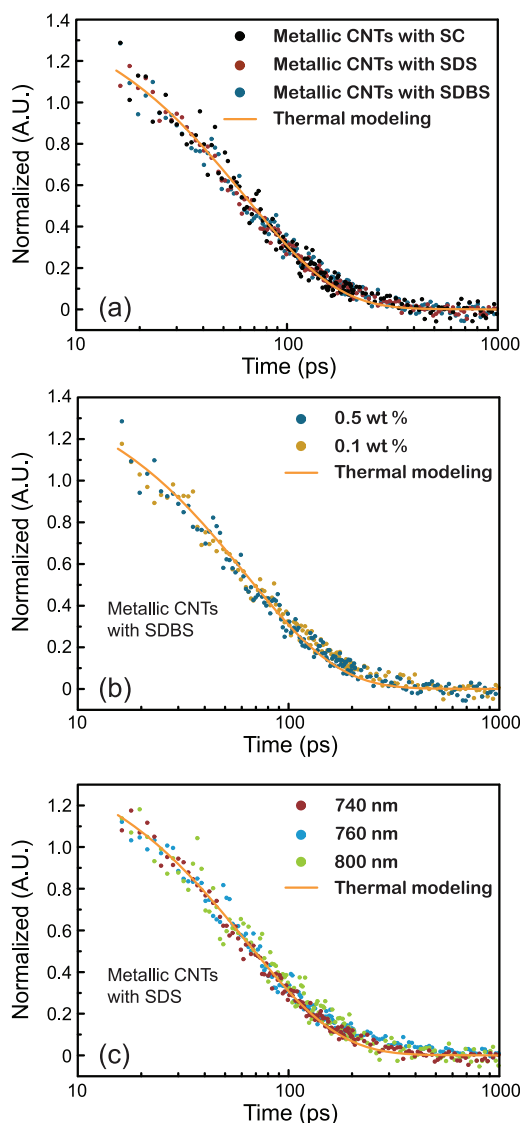 1.4
Metallic CNTs with SC
Metallic CNTs with SDS
Metallic CNTs with SDBS
Thermal modeling
1.2
1.0
0.8
0.6
0.4
0.2
0
Normalized (A.U.)
(a)
10
100
1000
Time (ps)
1.4
0.5 wt %
0.1 wt %
Thermal modeling
1.2
1.0
0.8
0.6
0.4
0.2
0
Normalized (A.U.)
Metallic CNTs
with SDBS
(b)
10
100
1000
Time (ps)
740 nm
760 nm
800 nm
Thermal modeling
1.2
1.0
0.8
0.6
0.4
0.2
0
Normalized (A.U.)
Metallic CNTs
with SDS
(c)
10
100
1000
Time (ps)